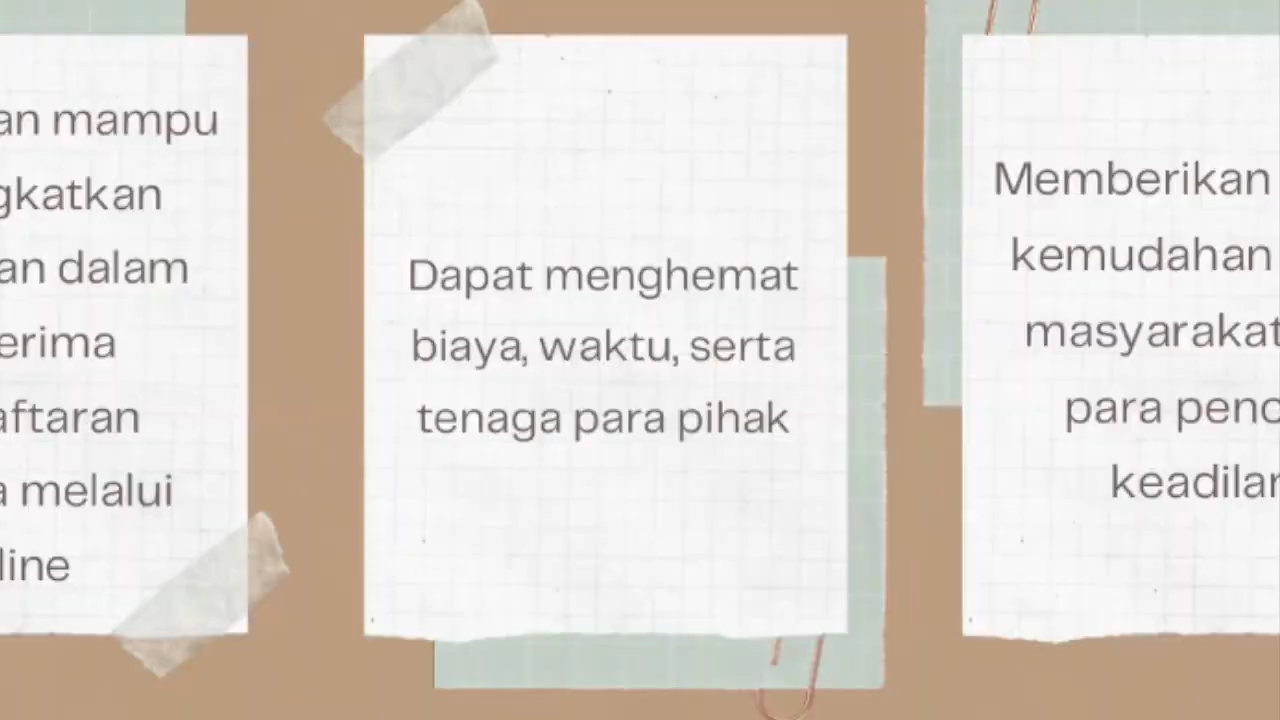 an mampu
gkatkan
an dalam
erima
aftaran
a melalui
line
Dapat menghemat
biaya, waktu, serta
tenaga para pihak
Memberikan
kemudahan
masyarakat
para penc
keadilan